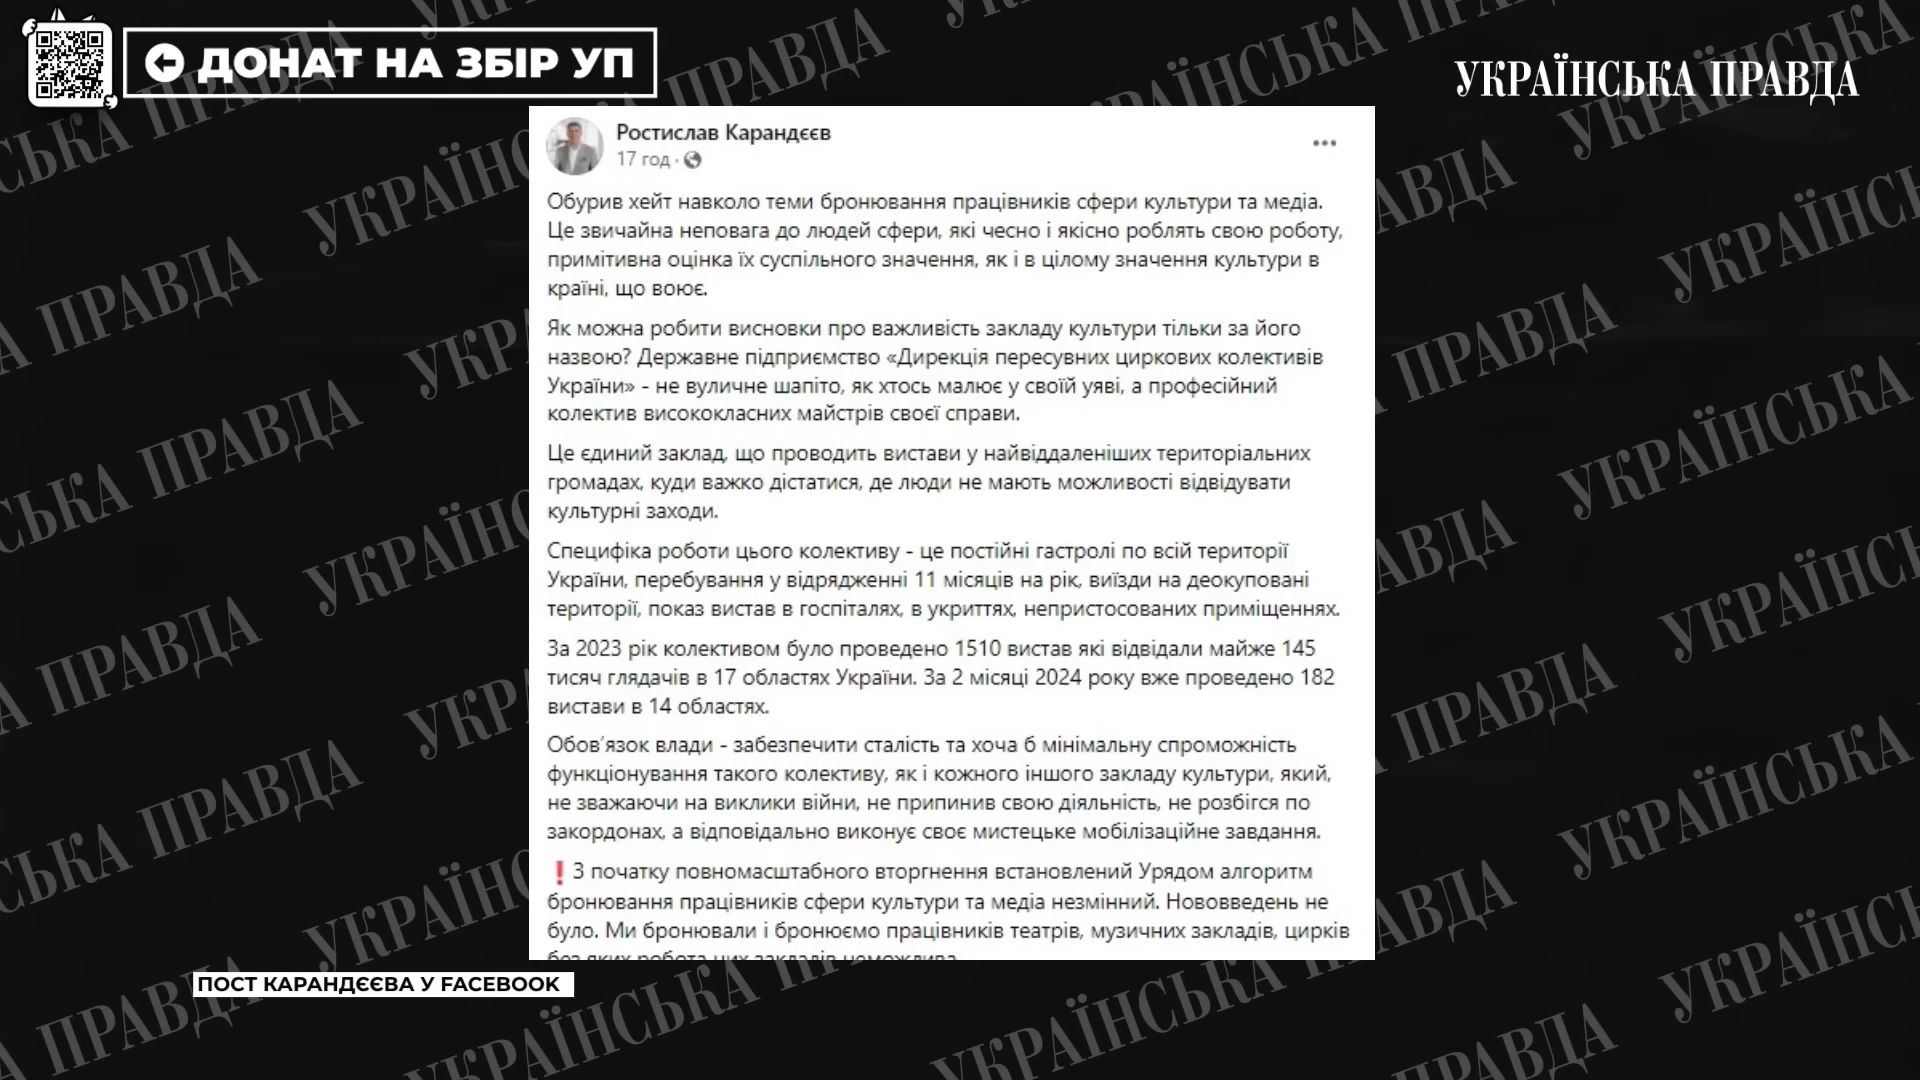 ДОНАТ НА ЗБІР УП
УКРАЇНСЬКА ПРАВДА
Ростислав Карандєєв
17 год ·
Обурив хейт навколо теми бронювання працівників сфери культури та медіа.
Це звичайна неповага до людей сфери, які чесно і якісно роблять свою роботу,
примітивна оцінка їх суспільного значення, як і в цілому значення культури в
країні, що воює.
Як можна робити висновки про важливість закладу культури тільки за його
назвою? Державне підприємство «Дирекція пересувних циркових колективів
України» - не вуличне шапіто, як хтось малює у своїй уяві, а професійний
колектив висококласних майстрів своєї справи.
Це єдиний заклад, що проводить вистави у найвіддаленіших територіальних
громадах, куди важко дістатися, де люди не мають можливості відвідувати
культурні заходи.
Специфіка роботи цього колективу - це постійні гастролі по всій території
України, перебування у відрядженні 11 місяців на рік, виїзди на деокуповані
території, показ вистав в госпіталях, в укриттях, непристосованих приміщеннях.
За 2023 рік колективом було проведено 1510 вистав які відвідали майже 145
тисяч глядачів в 17 областях України. За 2 місяці 2024 року вже проведено 182
вистави в 14 областях.
Обов'язок влади - забезпечити сталість та хоча б мінімальну спроможність
функціонування такого колективу, як і кожного іншого закладу культури, який,
не зважаючи на виклики війни, не припинив свою діяльність, не розбігся по
закордонах, а відповідально виконує своє мистецьке мобілізаційне завдання.
❗З початку повномасштабного вторгнення встановлений Урядом алгоритм
бронювання працівників сфери культури та медіа незмінний. Нововведень не
було. Ми бронювали і бронюємо працівників театрів, музичних закладів, цирків
без яких робота цих закладів неможлива.
ПОСТ КАРАНДЄЄВА У FACEBOOK